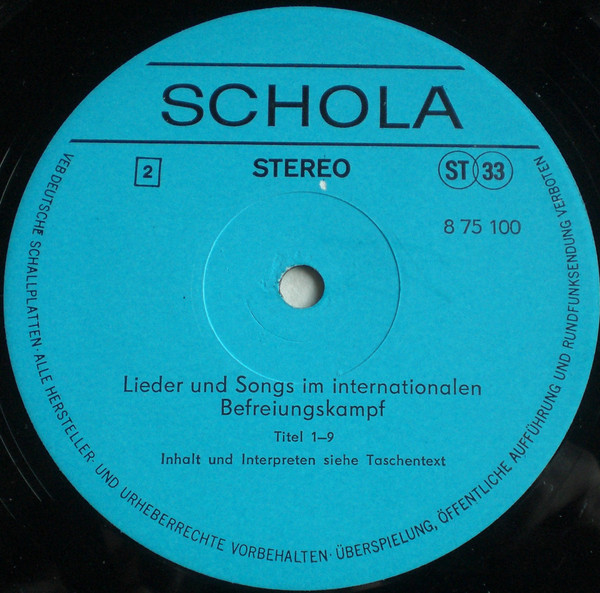 SCHOLA
2
STEREO
ST 33
8 75 100
Lieder und Songs im internationalen
Befreiungskampf
Titel 1–9
Inhalt und Interpreten siehe Taschentext
VEB DEUTSCHE SCHALLPLATTEN · ALLE HERSTELLER- UND URHEBERRECHTE VORBEHALTEN · ÜBERSPIELUNG, ÖFFENTLICHE AUFFÜHRUNG UND RUNDFUNKSENDUNG VERBOTEN